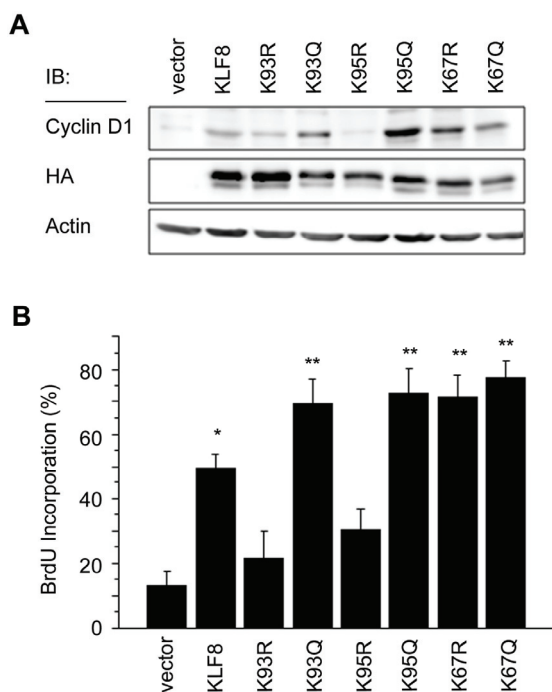 A
IB:
vector KLF8 K93R K93Q K95R K95Q K67R K67Q
Cyclin D1
HA
Actin
B
BrdU Incorporation (%)
80
60
40
20
0
* ** ** ** **
vector KLF8 K93R K93Q K95R K95Q K67R K67Q